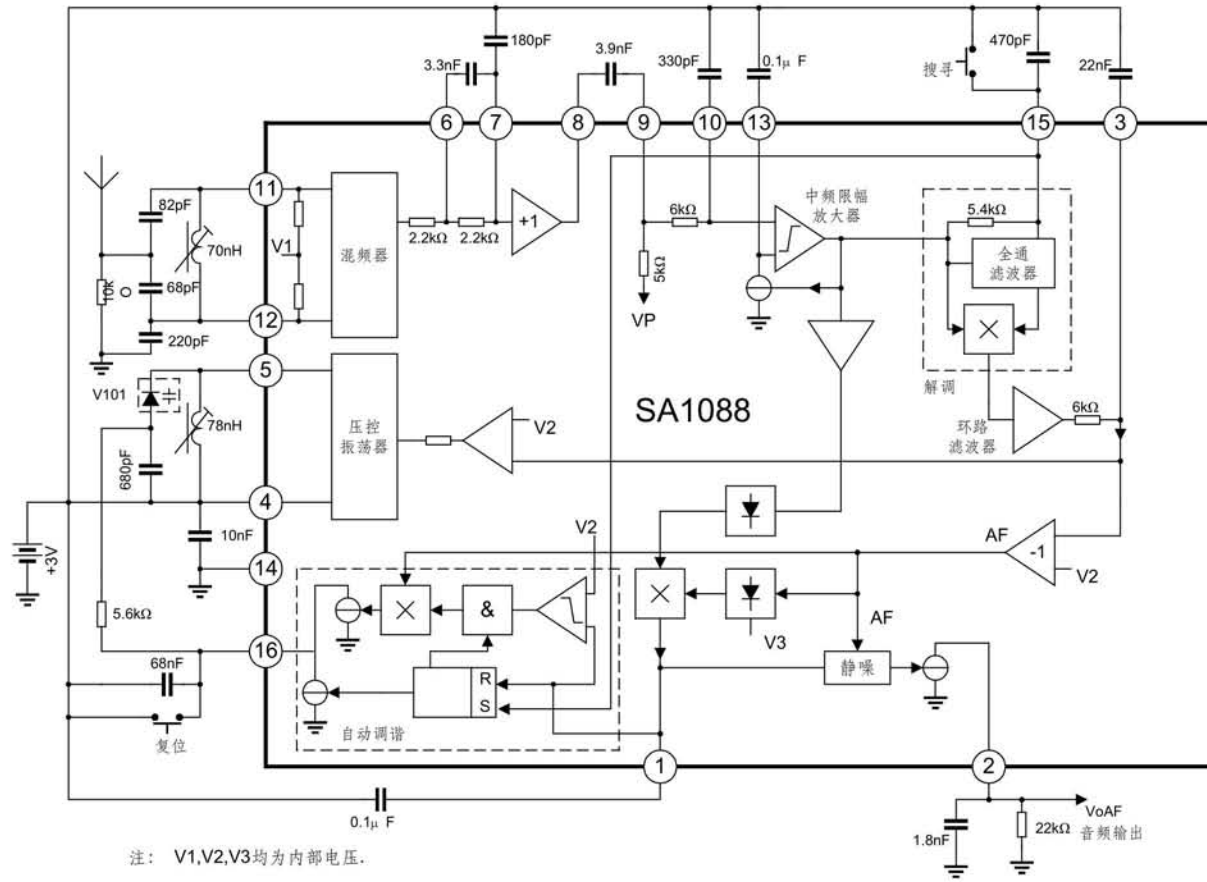 180pF
3.3nF
3.9nF
330pF
0.1μ F
搜寻
470pF
22nF
6
7
8
9
10
13
15
3
11
82pF
V1
70nH
混频器
2.2kΩ
2.2kΩ
+1
6kΩ
5kΩ
VP
中频限幅
放大器
5.4kΩ
全通
滤波器
10k
O
68pF
12
220pF
解调
5
V101
78nH
压控
振荡器
680pF
4
V2
SA1088
环路
滤波器
6kΩ
10nF
+3V
14
V2
AF
-1
V2
5.6kΩ
&
V3
AF
16
68nF
R
S
静噪
复位
自动调谐
1
2
0.1μ F
1.8nF
22kΩ
VoAF
音频输出
注: V1,V2,V3均为内部电压.